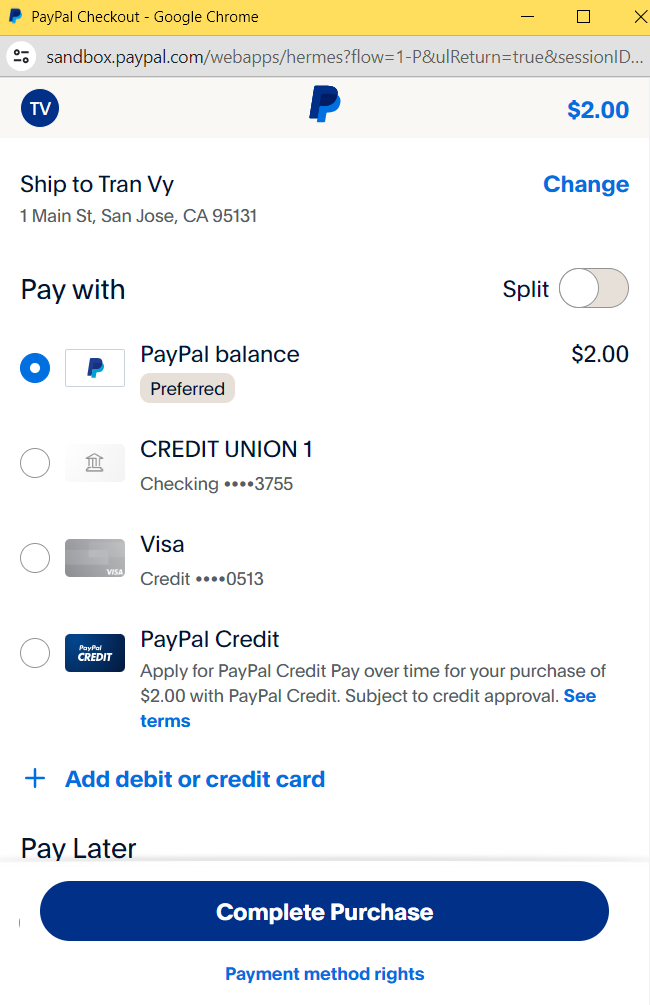 PayPal Checkout - Google Chrome
sandbox.paypal.com/webapps/hermes?flow=1-P&ulReturn=true&sessionID...
TV
$2.00
Ship to Tran Vy
Change
1 Main St, San Jose, CA 95131
Pay with
Split
PayPal balance
$2.00
Preferred
CREDIT UNION 1
Checking ••••3755
Visa
VISA
Credit ••••0513
PayPal Credit
PayPal
CREDIT
Apply for PayPal Credit Pay over time for your purchase of
$2.00 with PayPal Credit. Subject to credit approval. See
terms
+ Add debit or credit card
Pay Later
Complete Purchase
Payment method rights